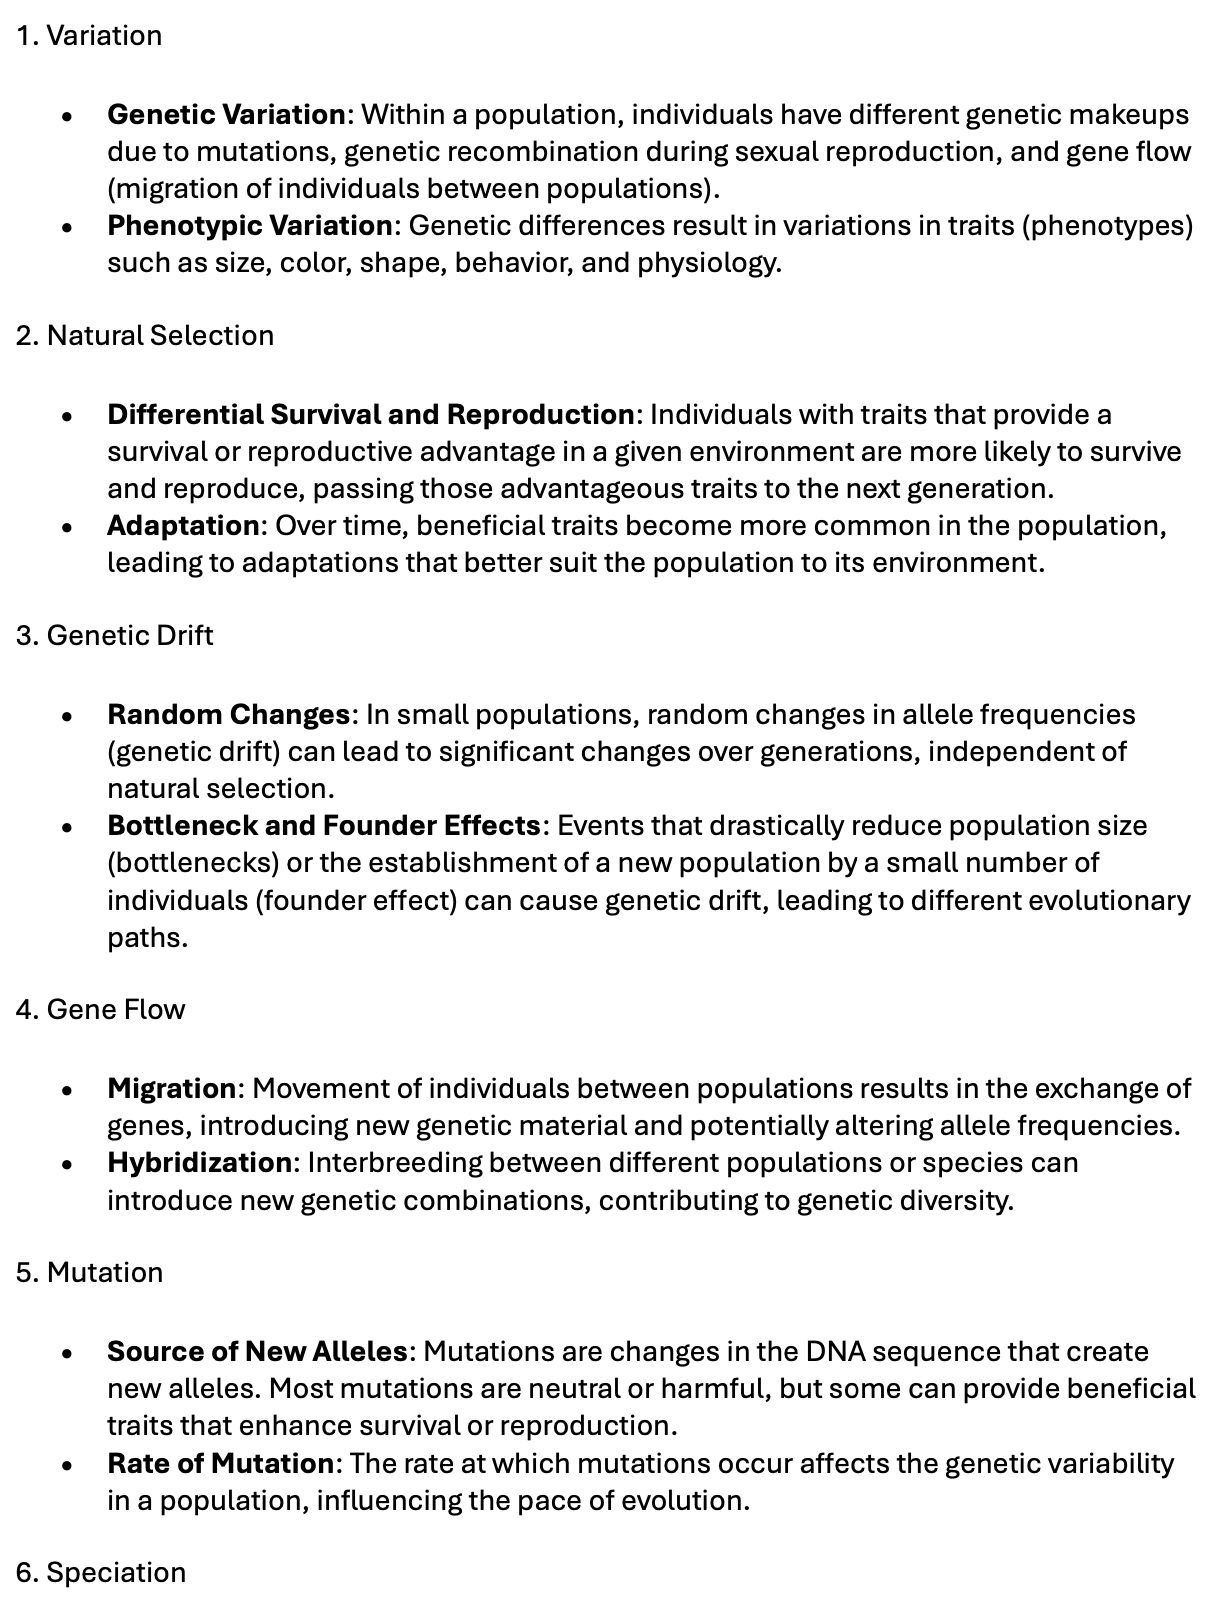 1. Variation
• Genetic Variation: Within a population, individuals have different genetic makeups
due to mutations, genetic recombination during sexual reproduction, and gene flow
(migration of individuals between populations).
• Phenotypic Variation: Genetic differences result in variations in traits (phenotypes)
such as size, color, shape, behavior, and physiology.
2. Natural Selection
• Differential Survival and Reproduction: Individuals with traits that provide a
survival or reproductive advantage in a given environment are more likely to survive
and reproduce, passing those advantageous traits to the next generation.
• Adaptation: Over time, beneficial traits become more common in the population,
leading to adaptations that better suit the population to its environment.
3. Genetic Drift
• Random Changes: In small populations, random changes in allele frequencies
(genetic drift) can lead to significant changes over generations, independent of
natural selection.
• Bottleneck and Founder Effects: Events that drastically reduce population size
(bottlenecks) or the establishment of a new population by a small number of
individuals (founder effect) can cause genetic drift, leading to different evolutionary
paths.
4. Gene Flow
• Migration: Movement of individuals between populations results in the exchange of
genes, introducing new genetic material and potentially altering allele frequencies.
• Hybridization: Interbreeding between different populations or species can
introduce new genetic combinations, contributing to genetic diversity.
5. Mutation
• Source of New Alleles: Mutations are changes in the DNA sequence that create
new alleles. Most mutations are neutral or harmful, but some can provide beneficial
traits that enhance survival or reproduction.
• Rate of Mutation: The rate at which mutations occur affects the genetic variability
in a population, influencing the pace of evolution.
6. Speciation